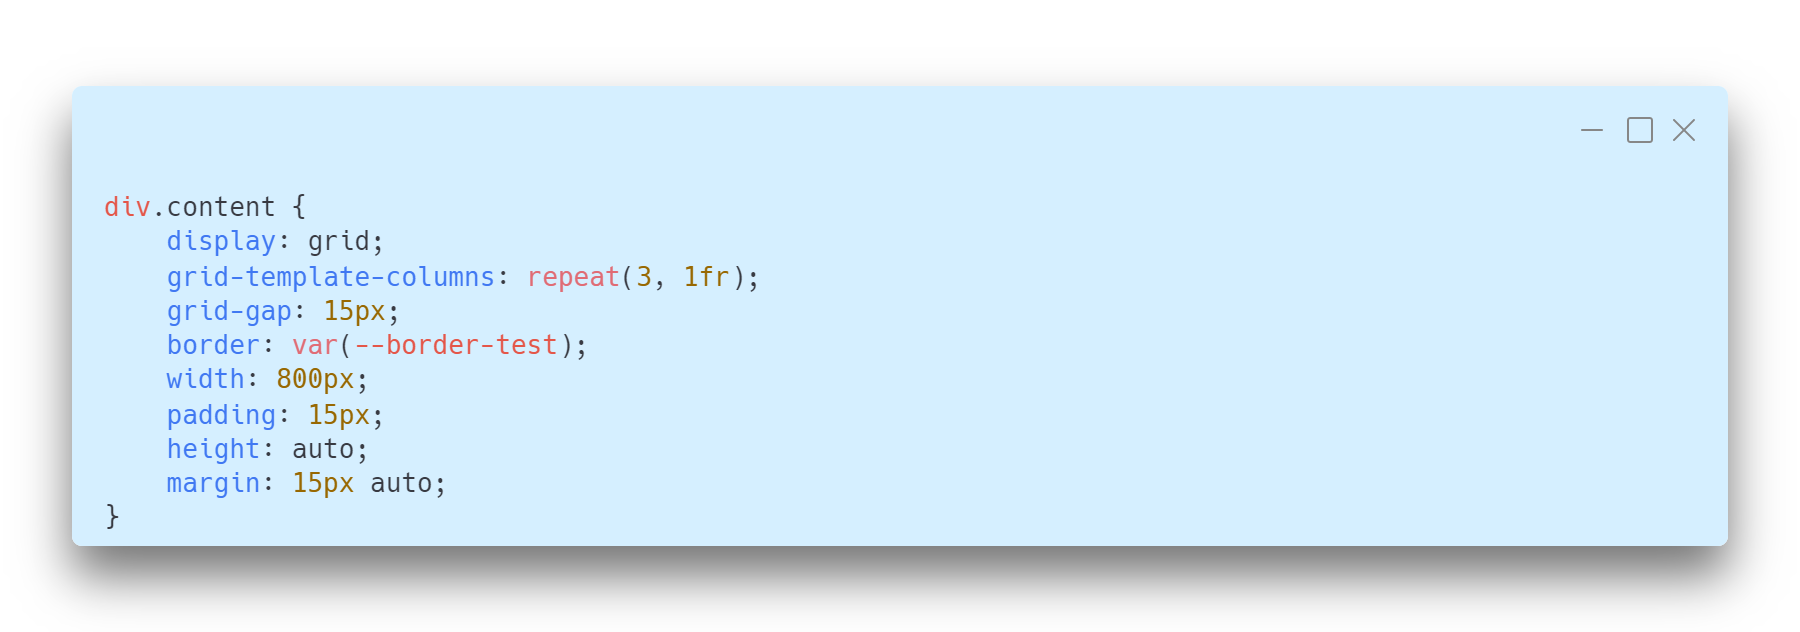 div.content {
    display: grid;
    grid-template-columns: repeat(3, 1fr);
    grid-gap: 15px;
    border: var(--border-test);
    width: 800px;
    padding: 15px;
    height: auto;
    margin: 15px auto;
}